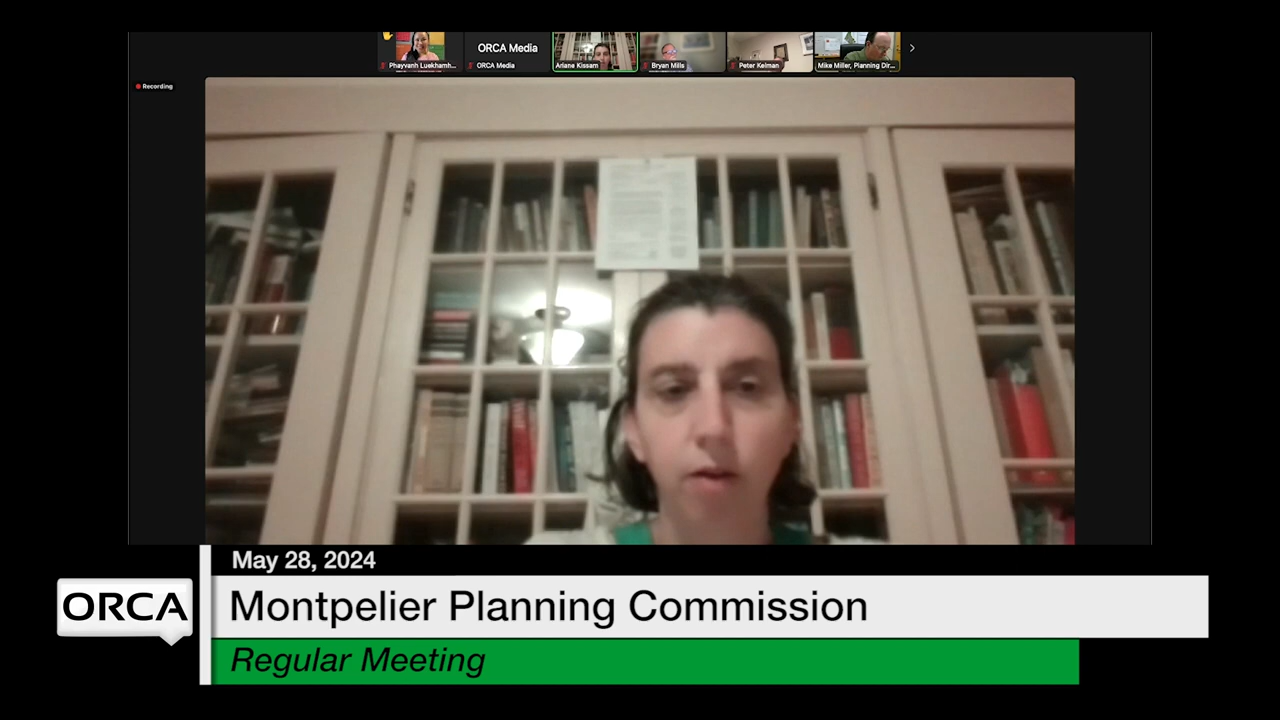 ORCA Media
Phayvanh Luekhamh...
ORCA Media
Ariane Kissam
Bryan Mills
Peter Kelman
Mike Miller, Planning Dir...
Recording
May 28, 2024
ORCA
Montpelier Planning Commission
Regular Meeting